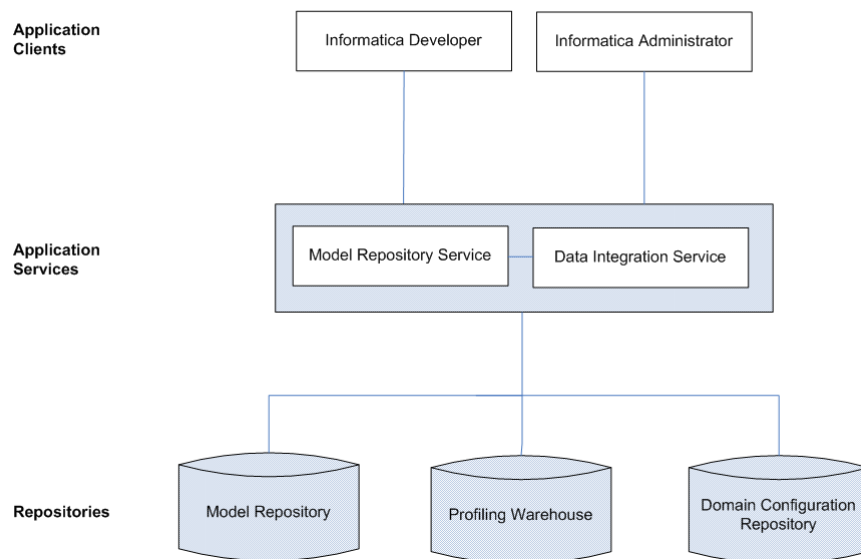 Application
Clients
Informatica Developer
Informatica Administrator
Application
Services
Model Repository Service
Data Integration Service
Repositories
Model Repository
Profiling Warehouse
Domain Configuration
Repository